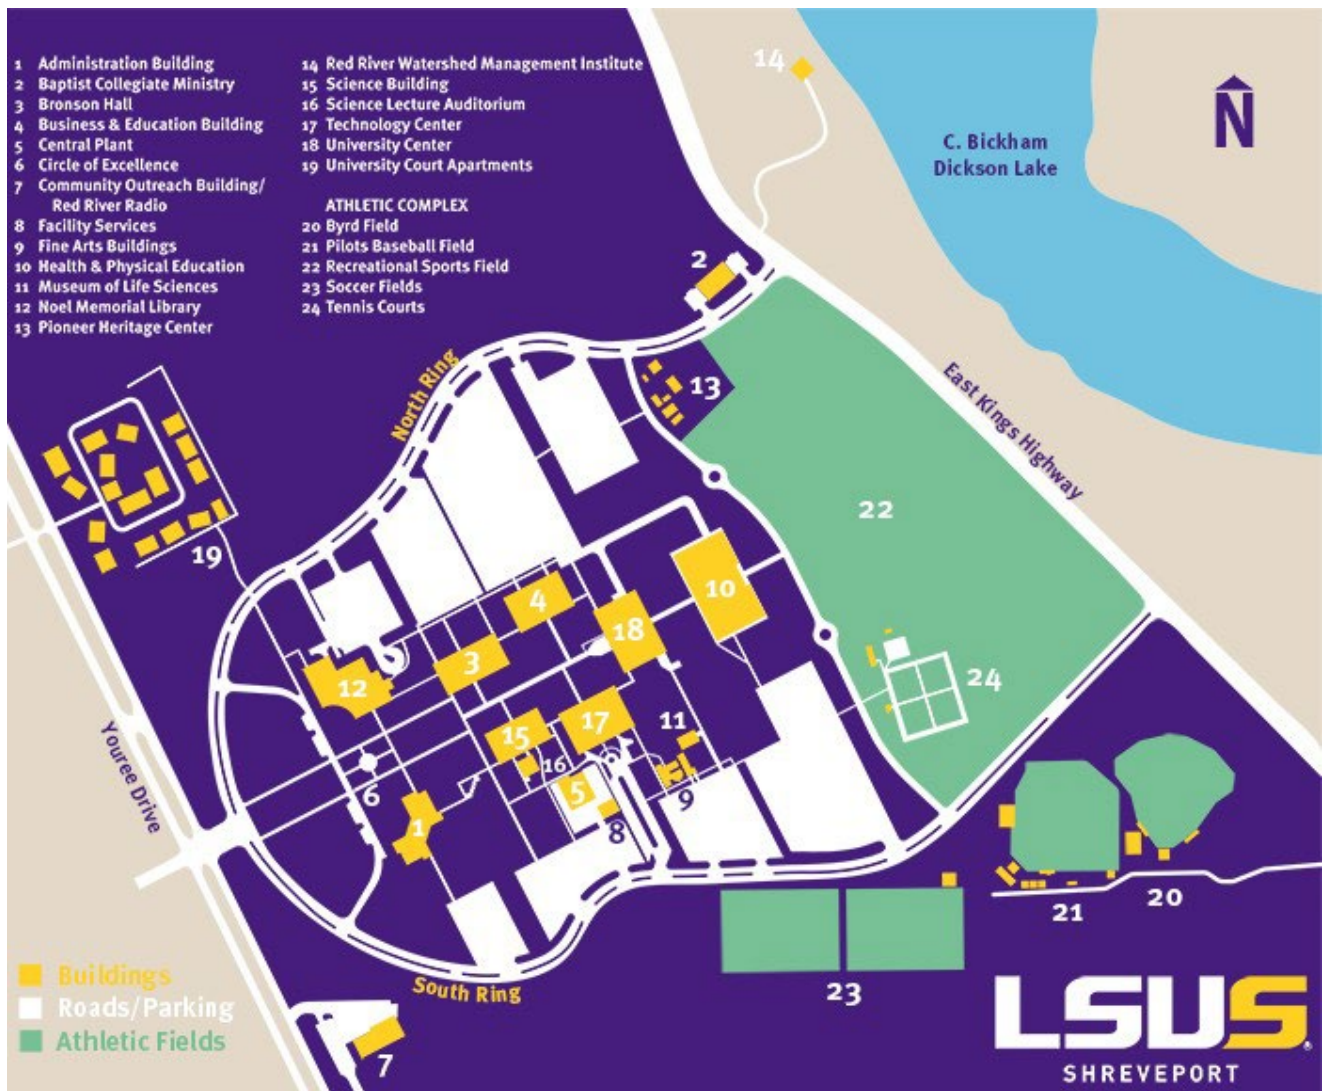 1 Administration Building
2 Baptist Collegiate Ministry
3 Bronson Hall
4 Business & Education Building
5 Central Plant
6 Circle of Excellence
7 Community Outreach Building/
Red River Radio
8 Facility Services
9 Fine Arts Buildings
10 Health & Physical Education
11 Museum of Life Sciences
12 Noel Memorial Library
13 Pioneer Heritage Center
14 Red River Watershed Management Institute
15 Science Building
16 Science Lecture Auditorium
17 Technology Center
18 University Center
19 University Court Apartments
ATHLETIC COMPLEX
20 Byrd Field
21 Pilots Baseball Field
22 Recreational Sports Field
23 Soccer Fields
24 Tennis Courts
14
N
C. Bickham
Dickson Lake
2
North Ring
13
East Kings Highway
22
19
10
4
18
3
12
24
11
17
15
16
Youree Drive
6
5
9
1
8
20
21
Buildings
Roads/Parking
Athletic Fields
South Ring
23
7
LSUS
SHREVEPORT